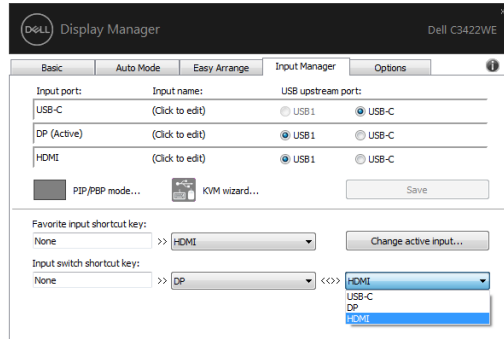 DELL Display Manager Dell C3422WE
Basic Auto Mode Easy Arrange Input Manager Options
Input port: Input name: USB upstream port:
USB-C (Click to edit) USB1 USB-C
DP (Active) (Click to edit) USB1 USB-C
HDMI (Click to edit) USB1 USB-C
PIP/PBP mode... KVM wizard... Save
Favorite input shortcut key:
None >> HDMI Change active input...
Input switch shortcut key:
None >> DP <<>> HDMI
USB-C
DP
HDMI